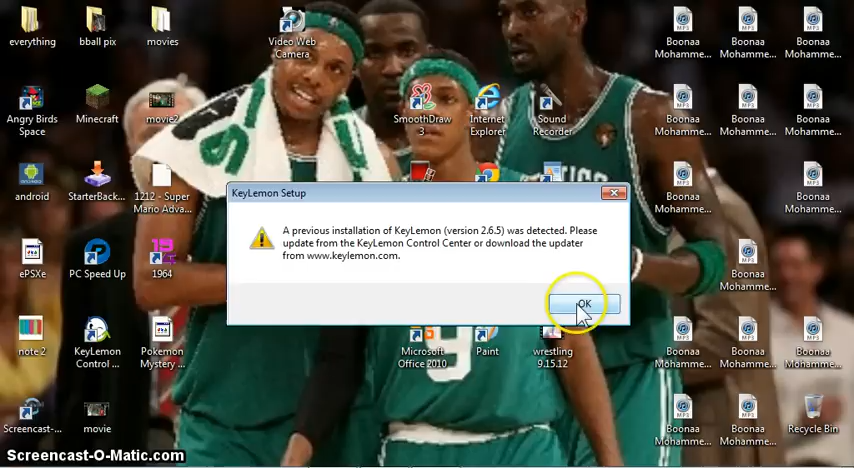 everything
bball pix
movies
Video Web
Camera
Boonaa
Mohamme...
Boonaa
Mohamme...
Boonaa
Mohamme...
Angry Birds
Space
Minecraft
movie2
SmoothDraw
3
Internet
Explorer
Sound
Recorder
Boonaa
Mohamme...
Boonaa
Mohamme...
Boonaa
Mohamme...
android
StarterBack...
1212 - Super
Mario Adva...
Boonaa
Mohamme...
Boonaa
Mohamme...
Boonaa
Mohamme...
KeyLemon Setup
A previous installation of KeyLemon (version 2.6.5) was detected. Please
update from the KeyLemon Control Center or download the updater
from www.keylemon.com.
OK
ePSXe
PC Speed Up
1964
Boonaa
Mohamme...
note 2
KeyLemon
Control ...
Pokemon
Mystery ...
Microsoft
Office 2010
Paint
wrestling
9.15.12
Boonaa
Mohamme...
Boonaa
Mohamme...
Boonaa
Mohamme...
Screencast-...
movie
Boonaa
Mohamme...
Boonaa
Mohamme...
Recycle Bin
9
Screencast-O-Matic.com